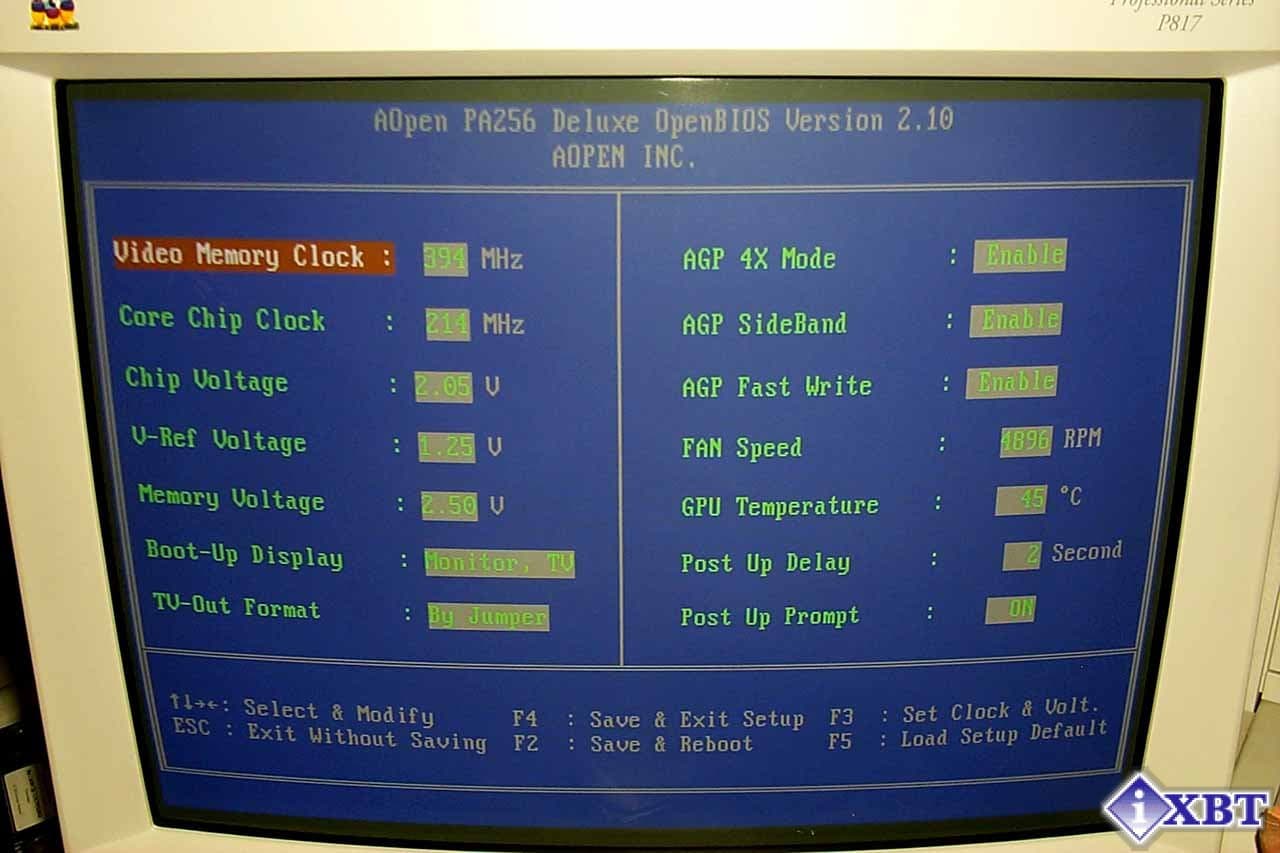 Professional Series
P817
AOpen PA256 Deluxe OpenBIOS Version 2.10
AOPEN INC.
Video Memory Clock : 394 MHz
Core Chip Clock : 214 MHz
Chip Voltage : 2.05 V
V-Ref Voltage : 1.25 V
Memory Voltage : 2.50 V
Boot-Up Display : Monitor, TV
TV-Out Format : By Jumper
AGP 4X Mode : Enable
AGP SideBand : Enable
AGP Fast Write : Enable
FAN Speed : 4896 RPM
GPU Temperature : 45 °C
Post Up Delay : 2 Second
Post Up Prompt : ON
↑↓→←: Select & Modify F4 : Save & Exit Setup F3 : Set Clock & Volt.
ESC : Exit Without Saving F2 : Save & Reboot F5 : Load Setup Default
iXBT